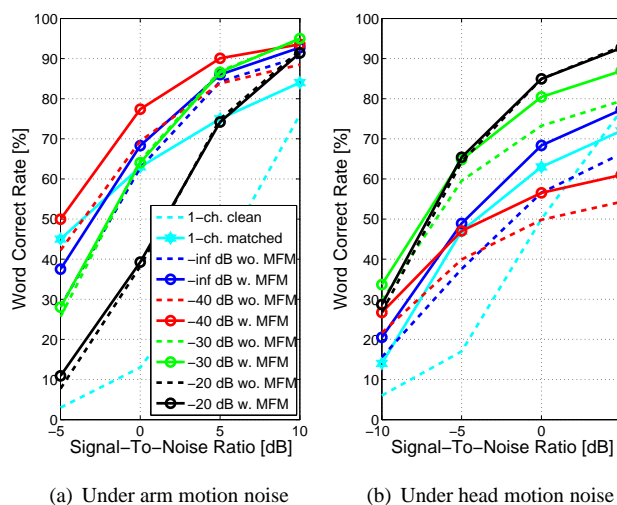 100
90
80
70
60
50
40
30
20
10
0
Word Correct Rate [%]
1−ch. clean
1−ch. matched
−inf dB wo. MFM
−inf dB w. MFM
−40 dB wo. MFM
−40 dB w. MFM
−30 dB wo. MFM
−30 dB w. MFM
−20 dB wo. MFM
−20 dB w. MFM
−5 0 5 10
Signal−To−Noise Ratio [dB]
(a) Under arm motion noise
100
90
80
70
60
50
40
30
20
10
0
Word Correct Rate [%]
−10 −5 0
Signal−To−Noise Ratio [dB]
(b) Under head motion noise